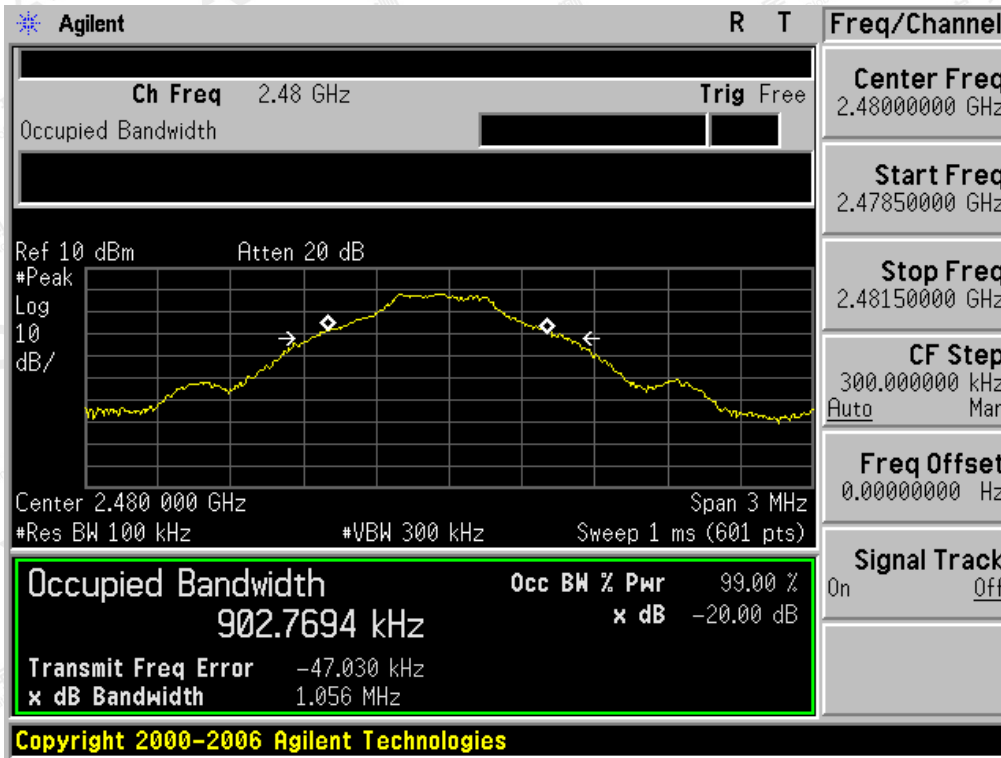 Agilent R T
Ch Freq 2.48 GHz Trig Free
Occupied Bandwidth
Ref 10 dBm Atten 20 dB
#Peak
Log
10
dB/
Center 2.480 000 GHz Span 3 MHz
#Res BW 100 kHz #VBW 300 kHz Sweep 1 ms (601 pts)
Occupied Bandwidth
902.7694 kHz
Occ BW % Pwr 99.00 %
x dB -20.00 dB
Transmit Freq Error -47.030 kHz
x dB Bandwidth 1.056 MHz
Copyright 2000-2006 Agilent Technologies
Freq/Channel
Center Freq
2.48000000 GHz
Start Freq
2.47850000 GHz
Stop Freq
2.48150000 GHz
CF Step
300.000000 kHz
Auto Man
Freq Offset
0.00000000 Hz
Signal Track
On Off